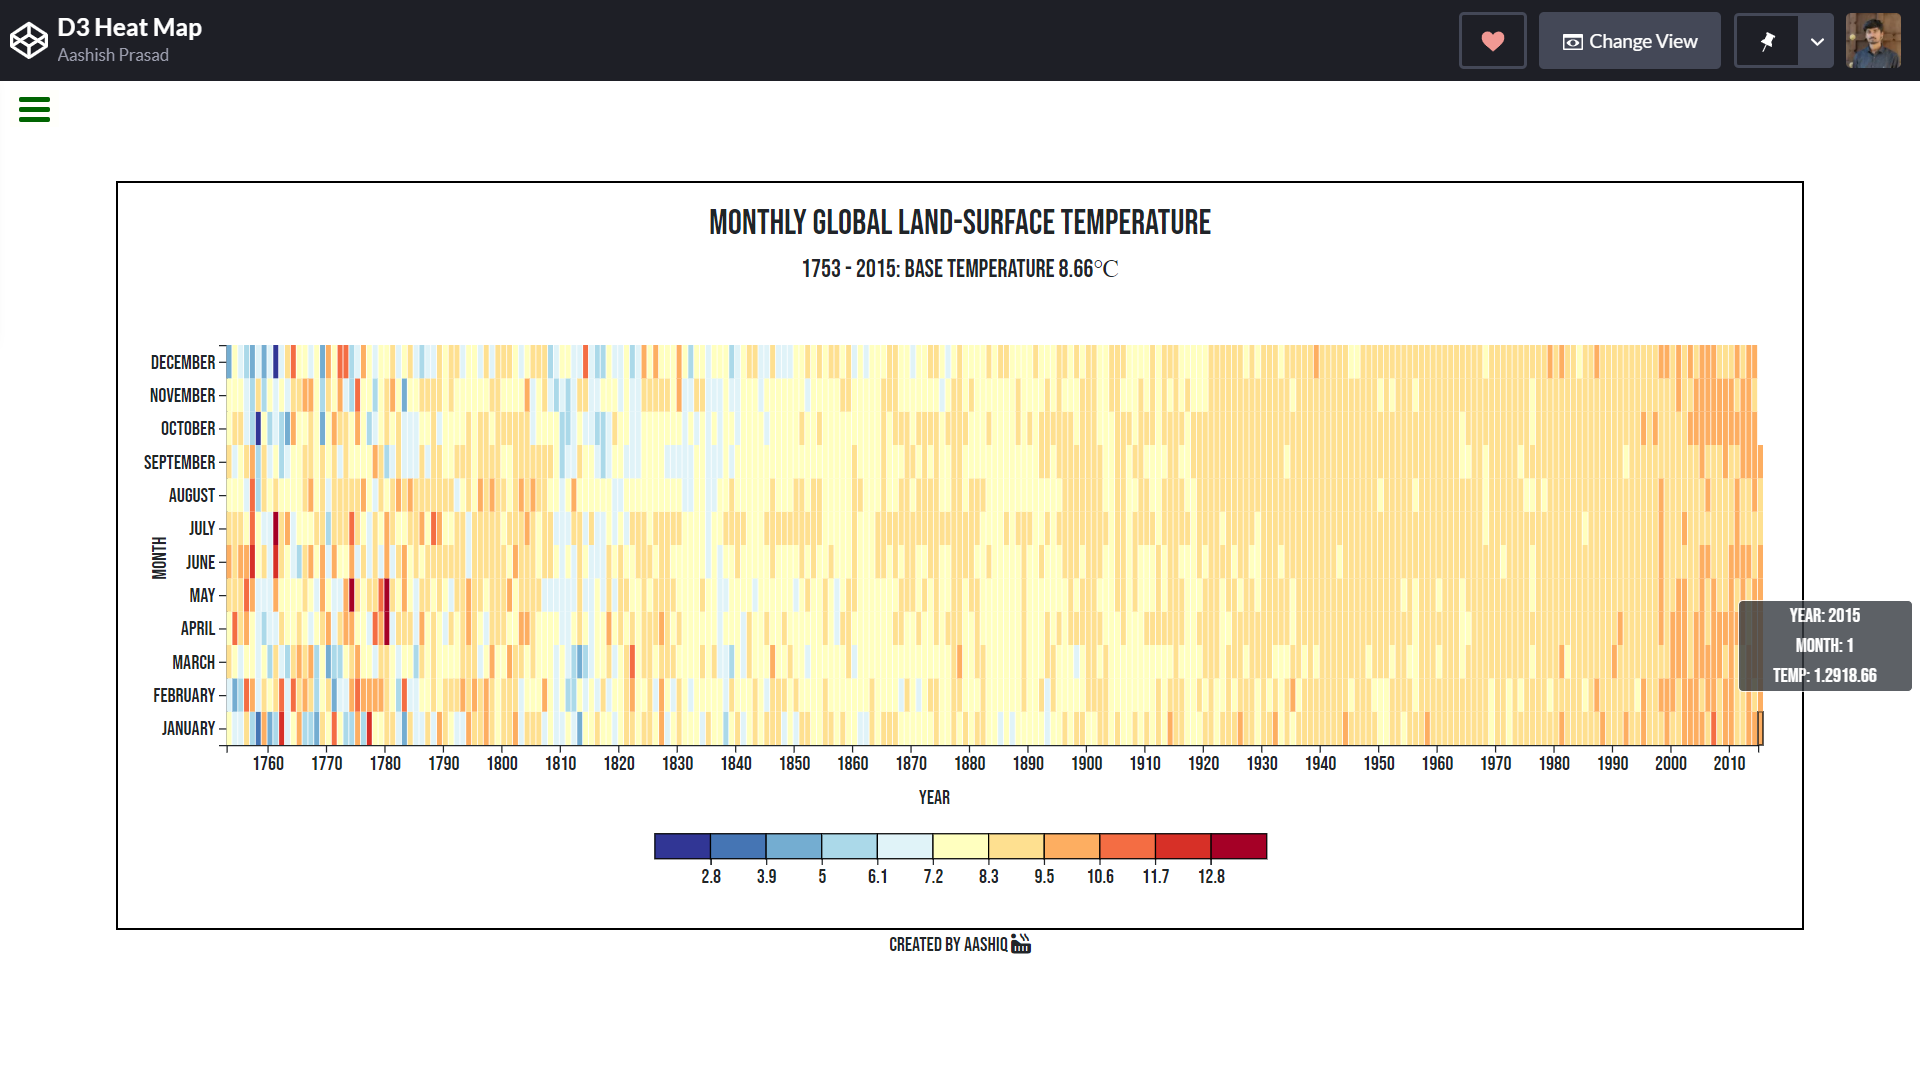 D3 Heat Map
Aashish Prasad
Change View
MONTHLY GLOBAL LAND-SURFACE TEMPERATURE
1753 - 2015: BASE TEMPERATURE 8.66℃
DECEMBER
NOVEMBER
OCTOBER
SEPTEMBER
AUGUST
JULY
JUNE
MAY
APRIL
MARCH
FEBRUARY
JANUARY
MONTH
YEAR: 2015
MONTH: 1
TEMP: 1.2918.66
1760 1770 1780 1790 1800 1810 1820 1830 1840 1850 1860 1870 1880 1890 1900 1910 1920 1930 1940 1950 1960 1970 1980 1990 2000 2010
YEAR
2.8 3.9 5 6.1 7.2 8.3 9.5 10.6 11.7 12.8
CREATED BY AASHIQ